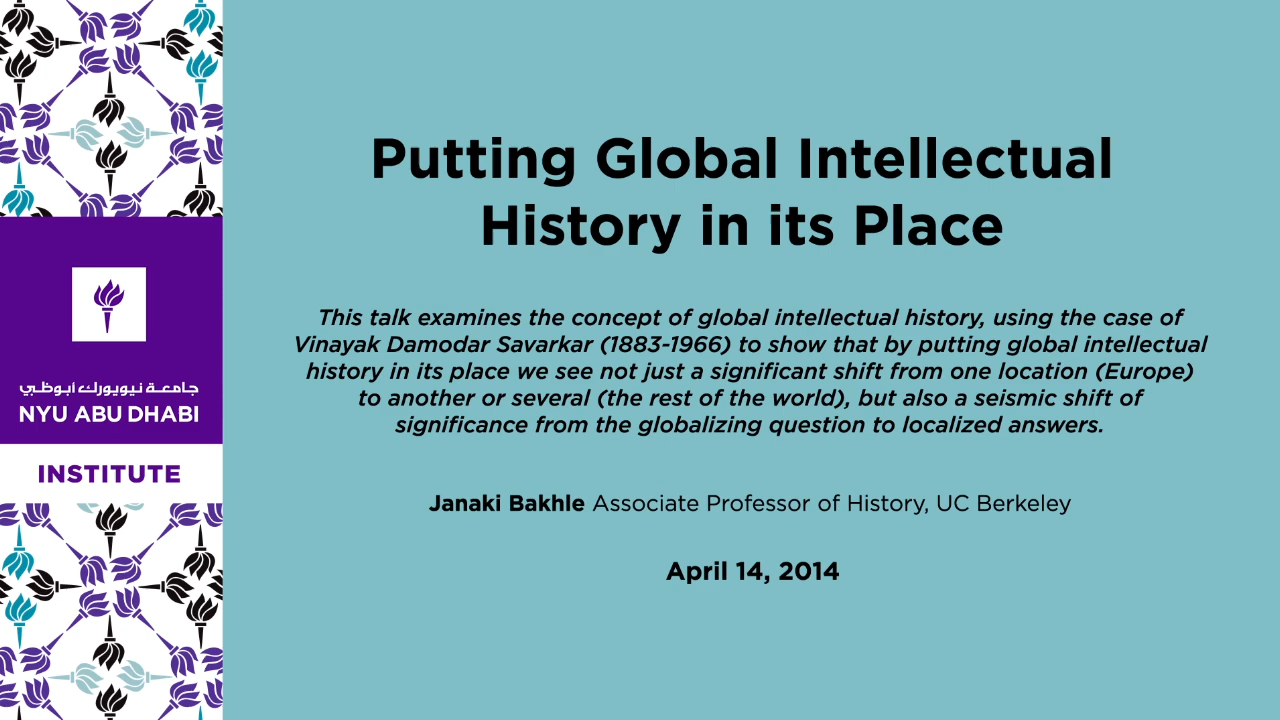 Putting Global Intellectual
History in its Place
This talk examines the concept of global intellectual history, using the case of
Vinayak Damodar Savarkar (1883-1966) to show that by putting global intellectual
history in its place we see not just a significant shift from one location (Europe)
to another or several (the rest of the world), but also a seismic shift of
significance from the globalizing question to localized answers.
Janaki Bakhle Associate Professor of History, UC Berkeley
April 14, 2014
جامعة نيويورك أبوظبي
NYU ABU DHABI
INSTITUTE